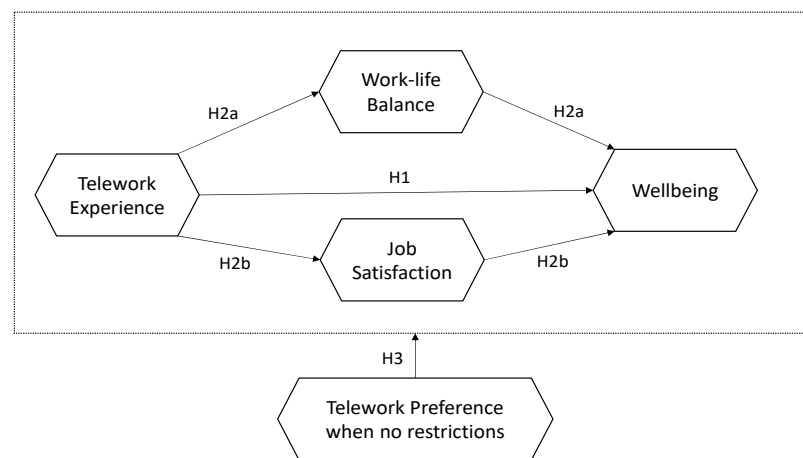 Work-life
Balance
H2a
H2a
Telework
Experience
H1
Wellbeing
H2b
Job
Satisfaction
H2b
H3
Telework Preference
when no restrictions